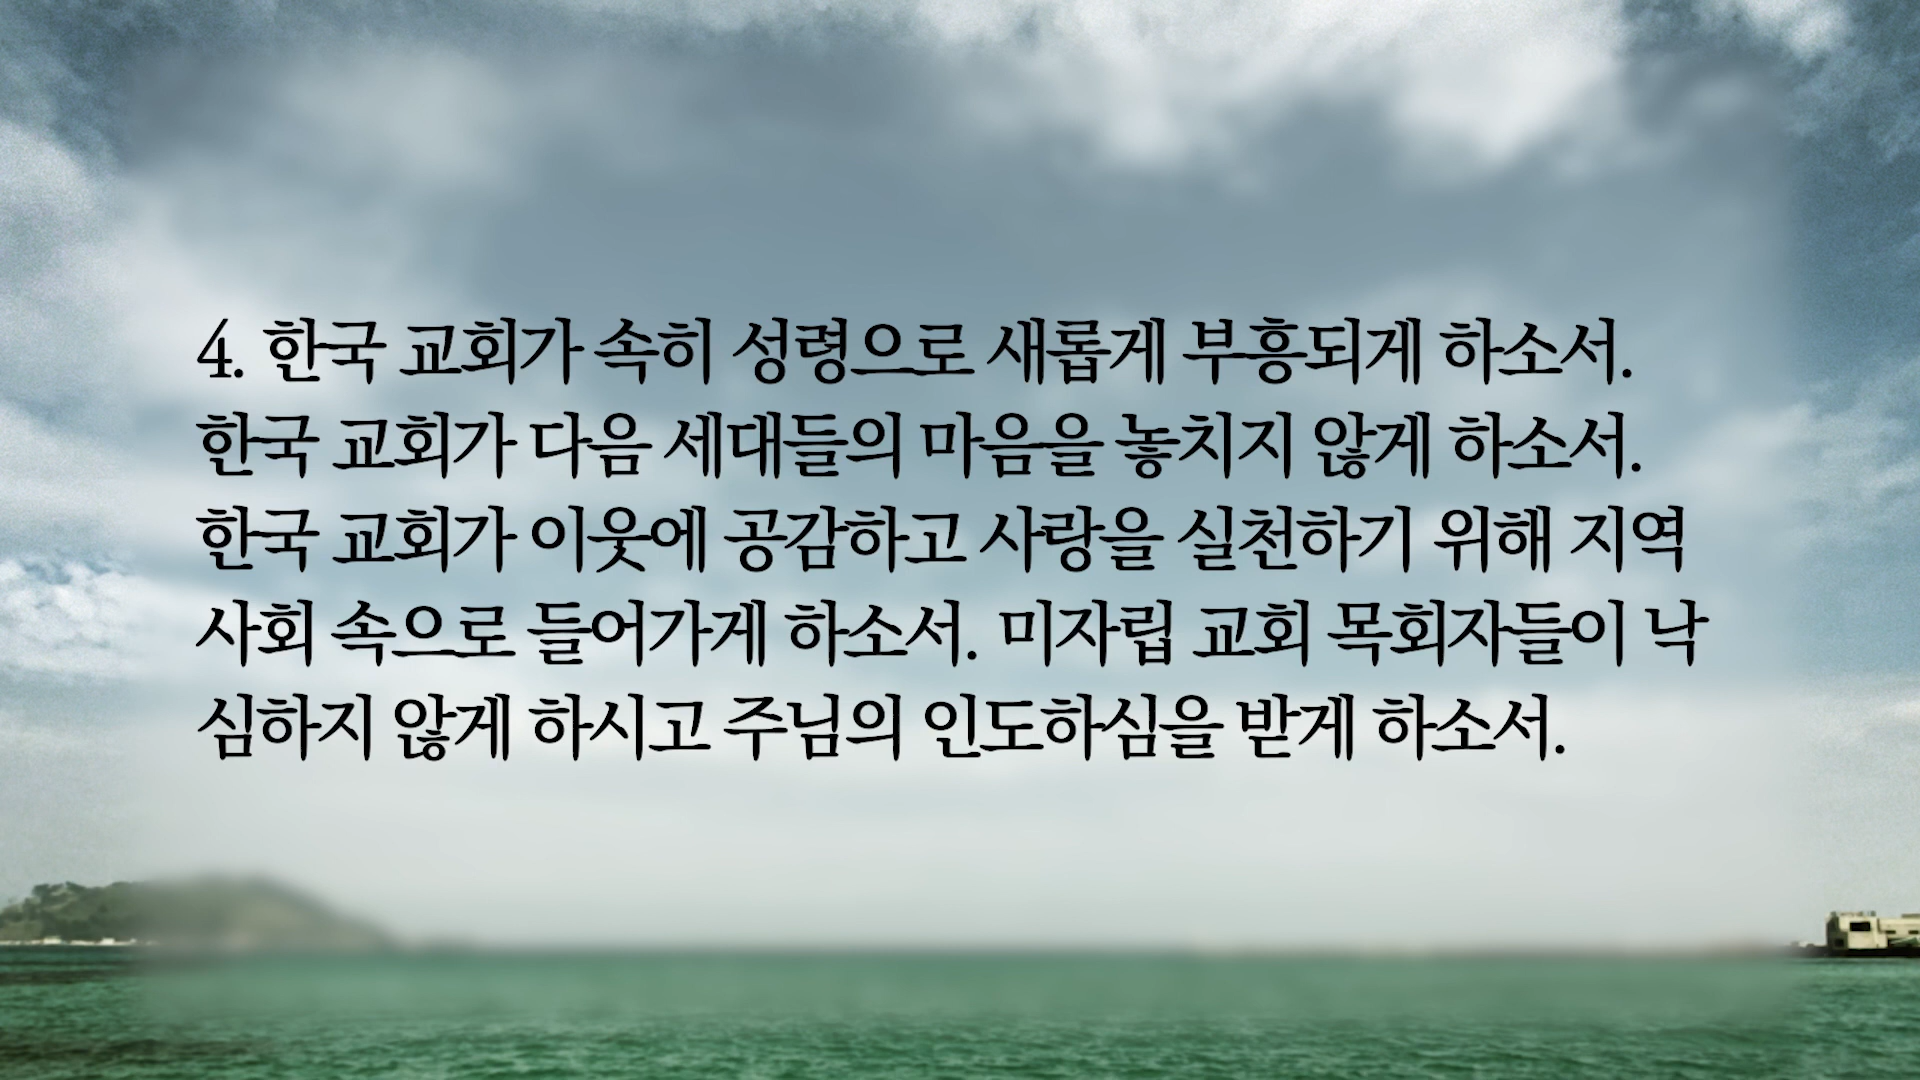 4. 한국 교회가 속히 성령으로 새롭게 부흥되게 하소서.
한국 교회가 다음 세대들의 마음을 놓치지 않게 하소서.
한국 교회가 이웃에 공감하고 사랑을 실천하기 위해 지역
사회 속으로 들어가게 하소서. 미자립 교회 목회자들이 낙
심하지 않게 하시고 주님의 인도하심을 받게 하소서.